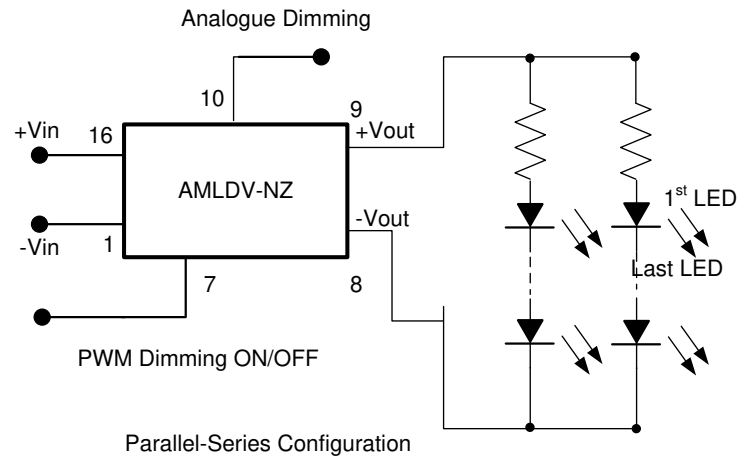 Analogue Dimming
10
9
+Vin
16
+Vout
AMLDV-NZ
1st LED
-Vout
-Vin
1
Last LED
7
8
PWM Dimming ON/OFF
Parallel-Series Configuration